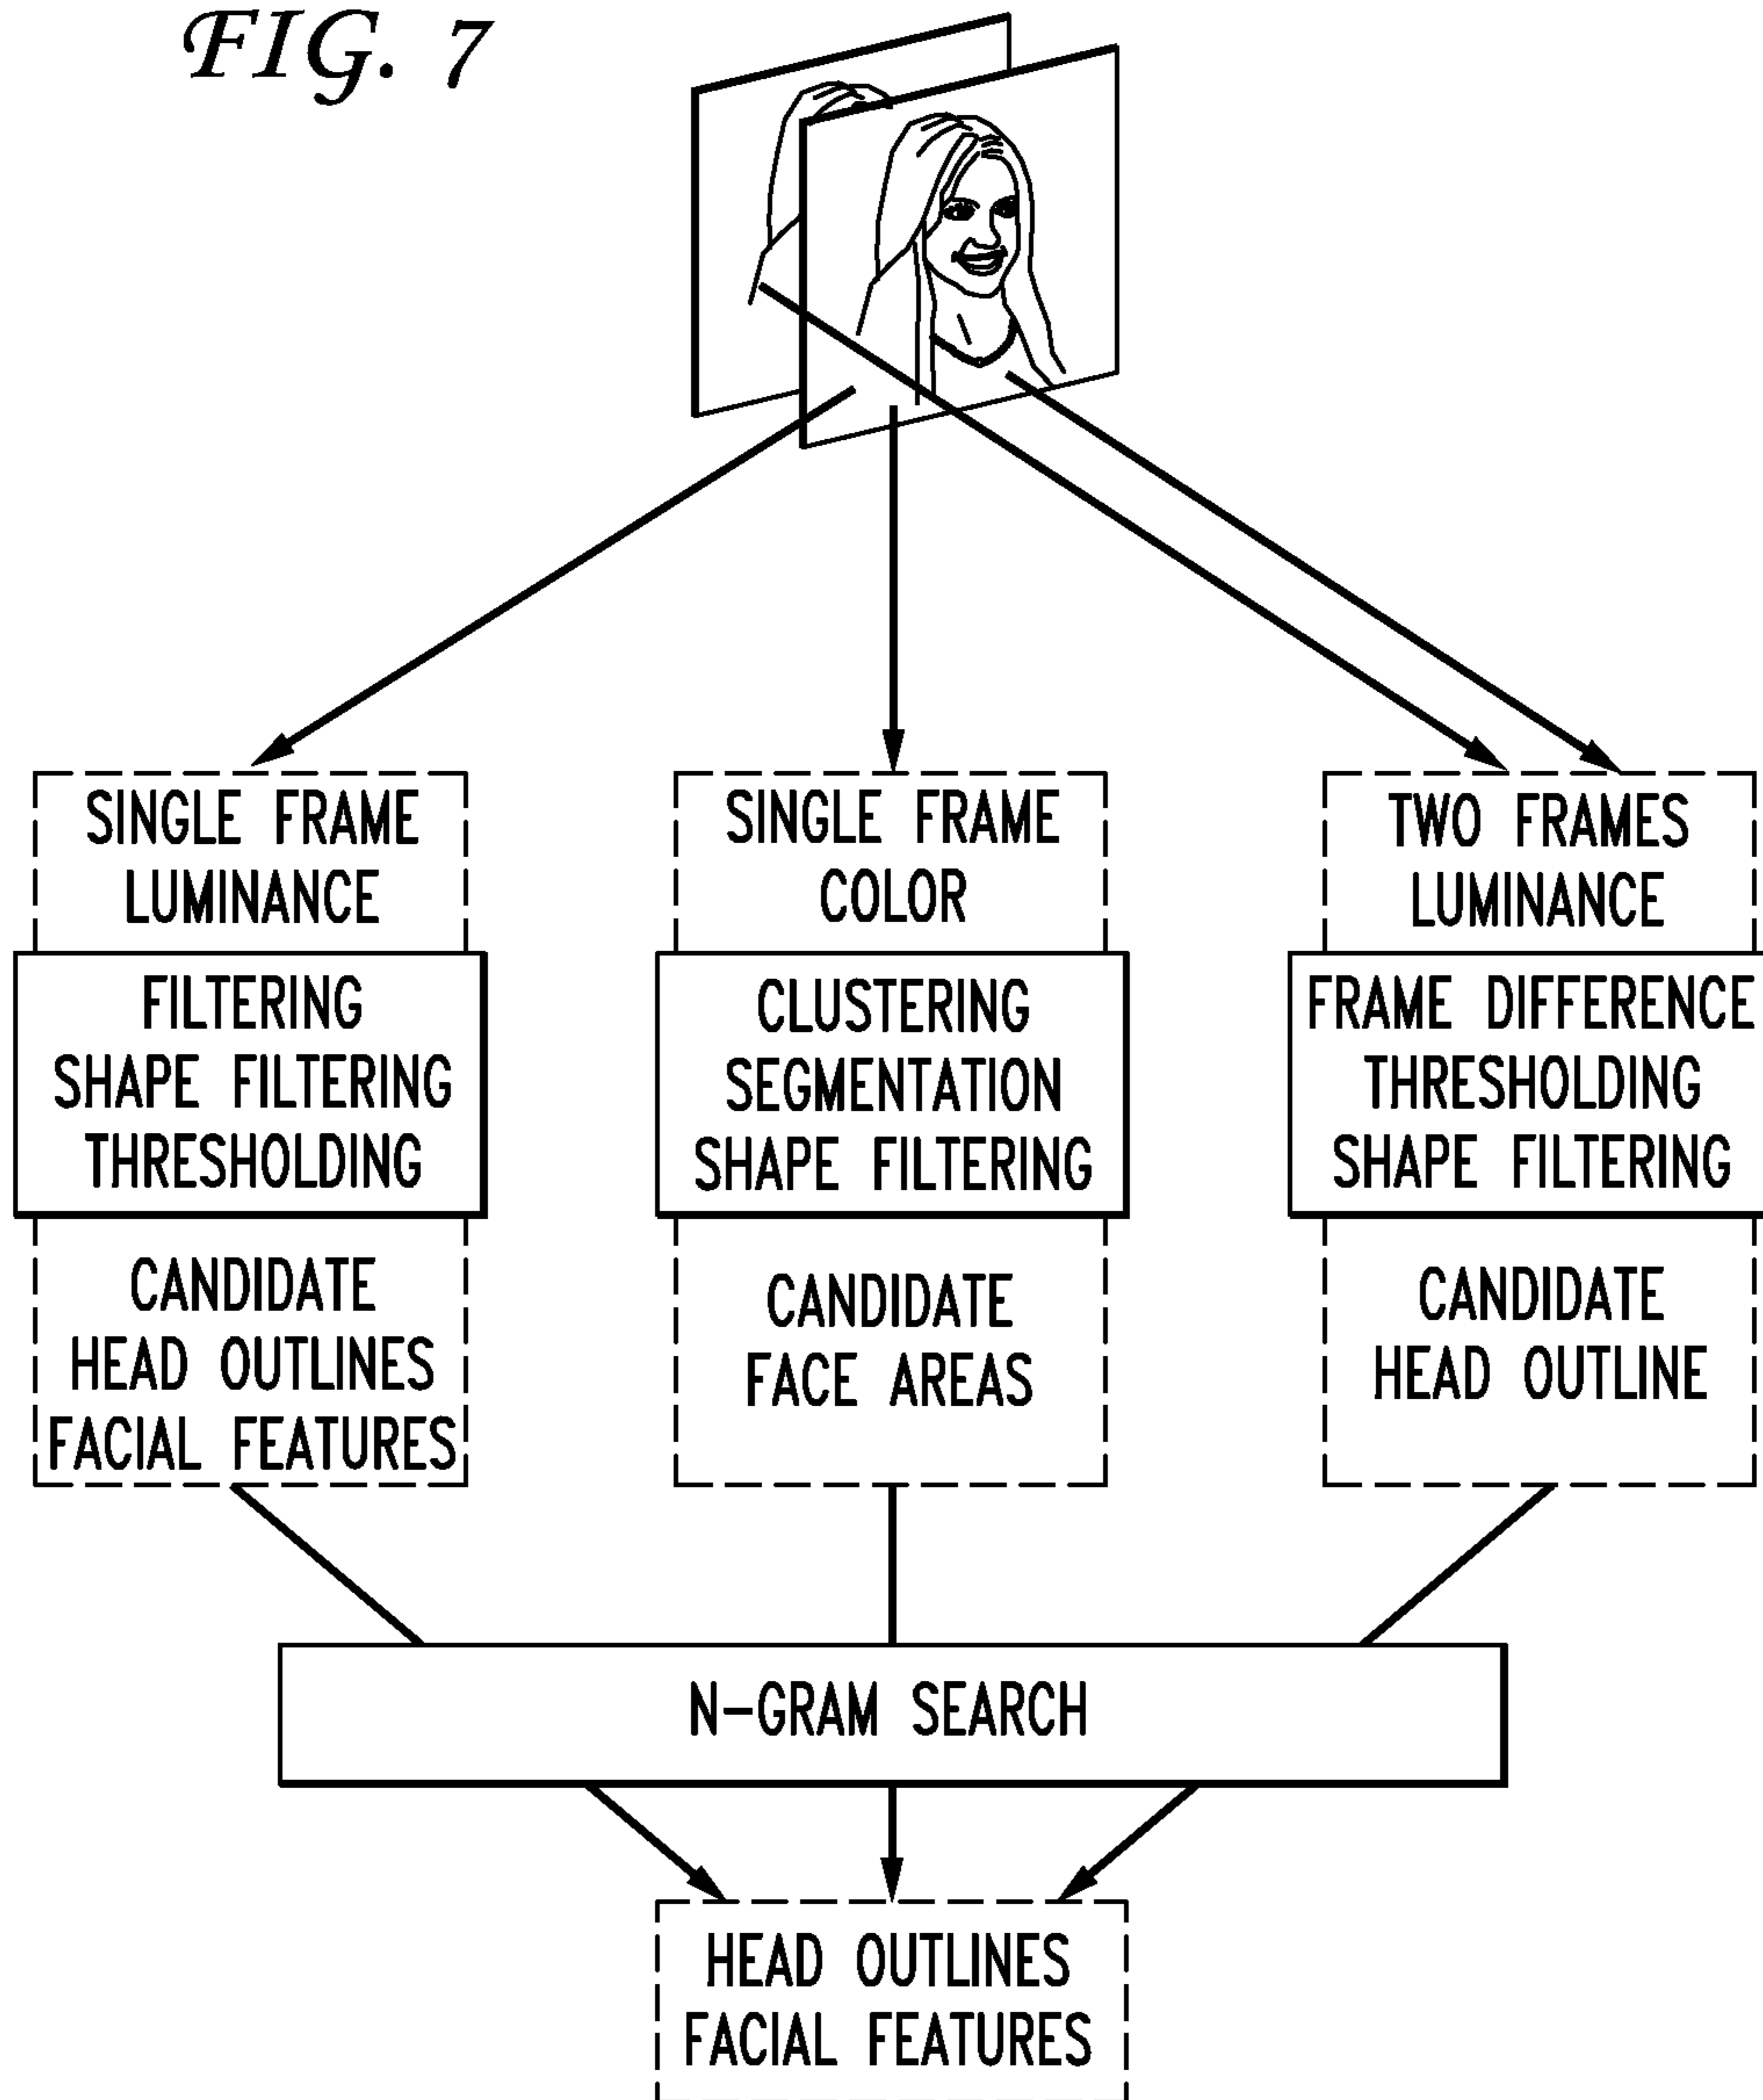 FIG. 7
SINGLE FRAME
LUMINANCE
FILTERING
SHAPE FILTERING
THRESHOLDING
CANDIDATE
HEAD OUTLINES
FACIAL FEATURES
SINGLE FRAME
COLOR
CLUSTERING
SEGMENTATION
SHAPE FILTERING
CANDIDATE
FACE AREAS
TWO FRAMES
LUMINANCE
FRAME DIFFERENCE
THRESHOLDING
SHAPE FILTERING
CANDIDATE
HEAD OUTLINE
N-GRAM SEARCH
HEAD OUTLINES
FACIAL FEATURES